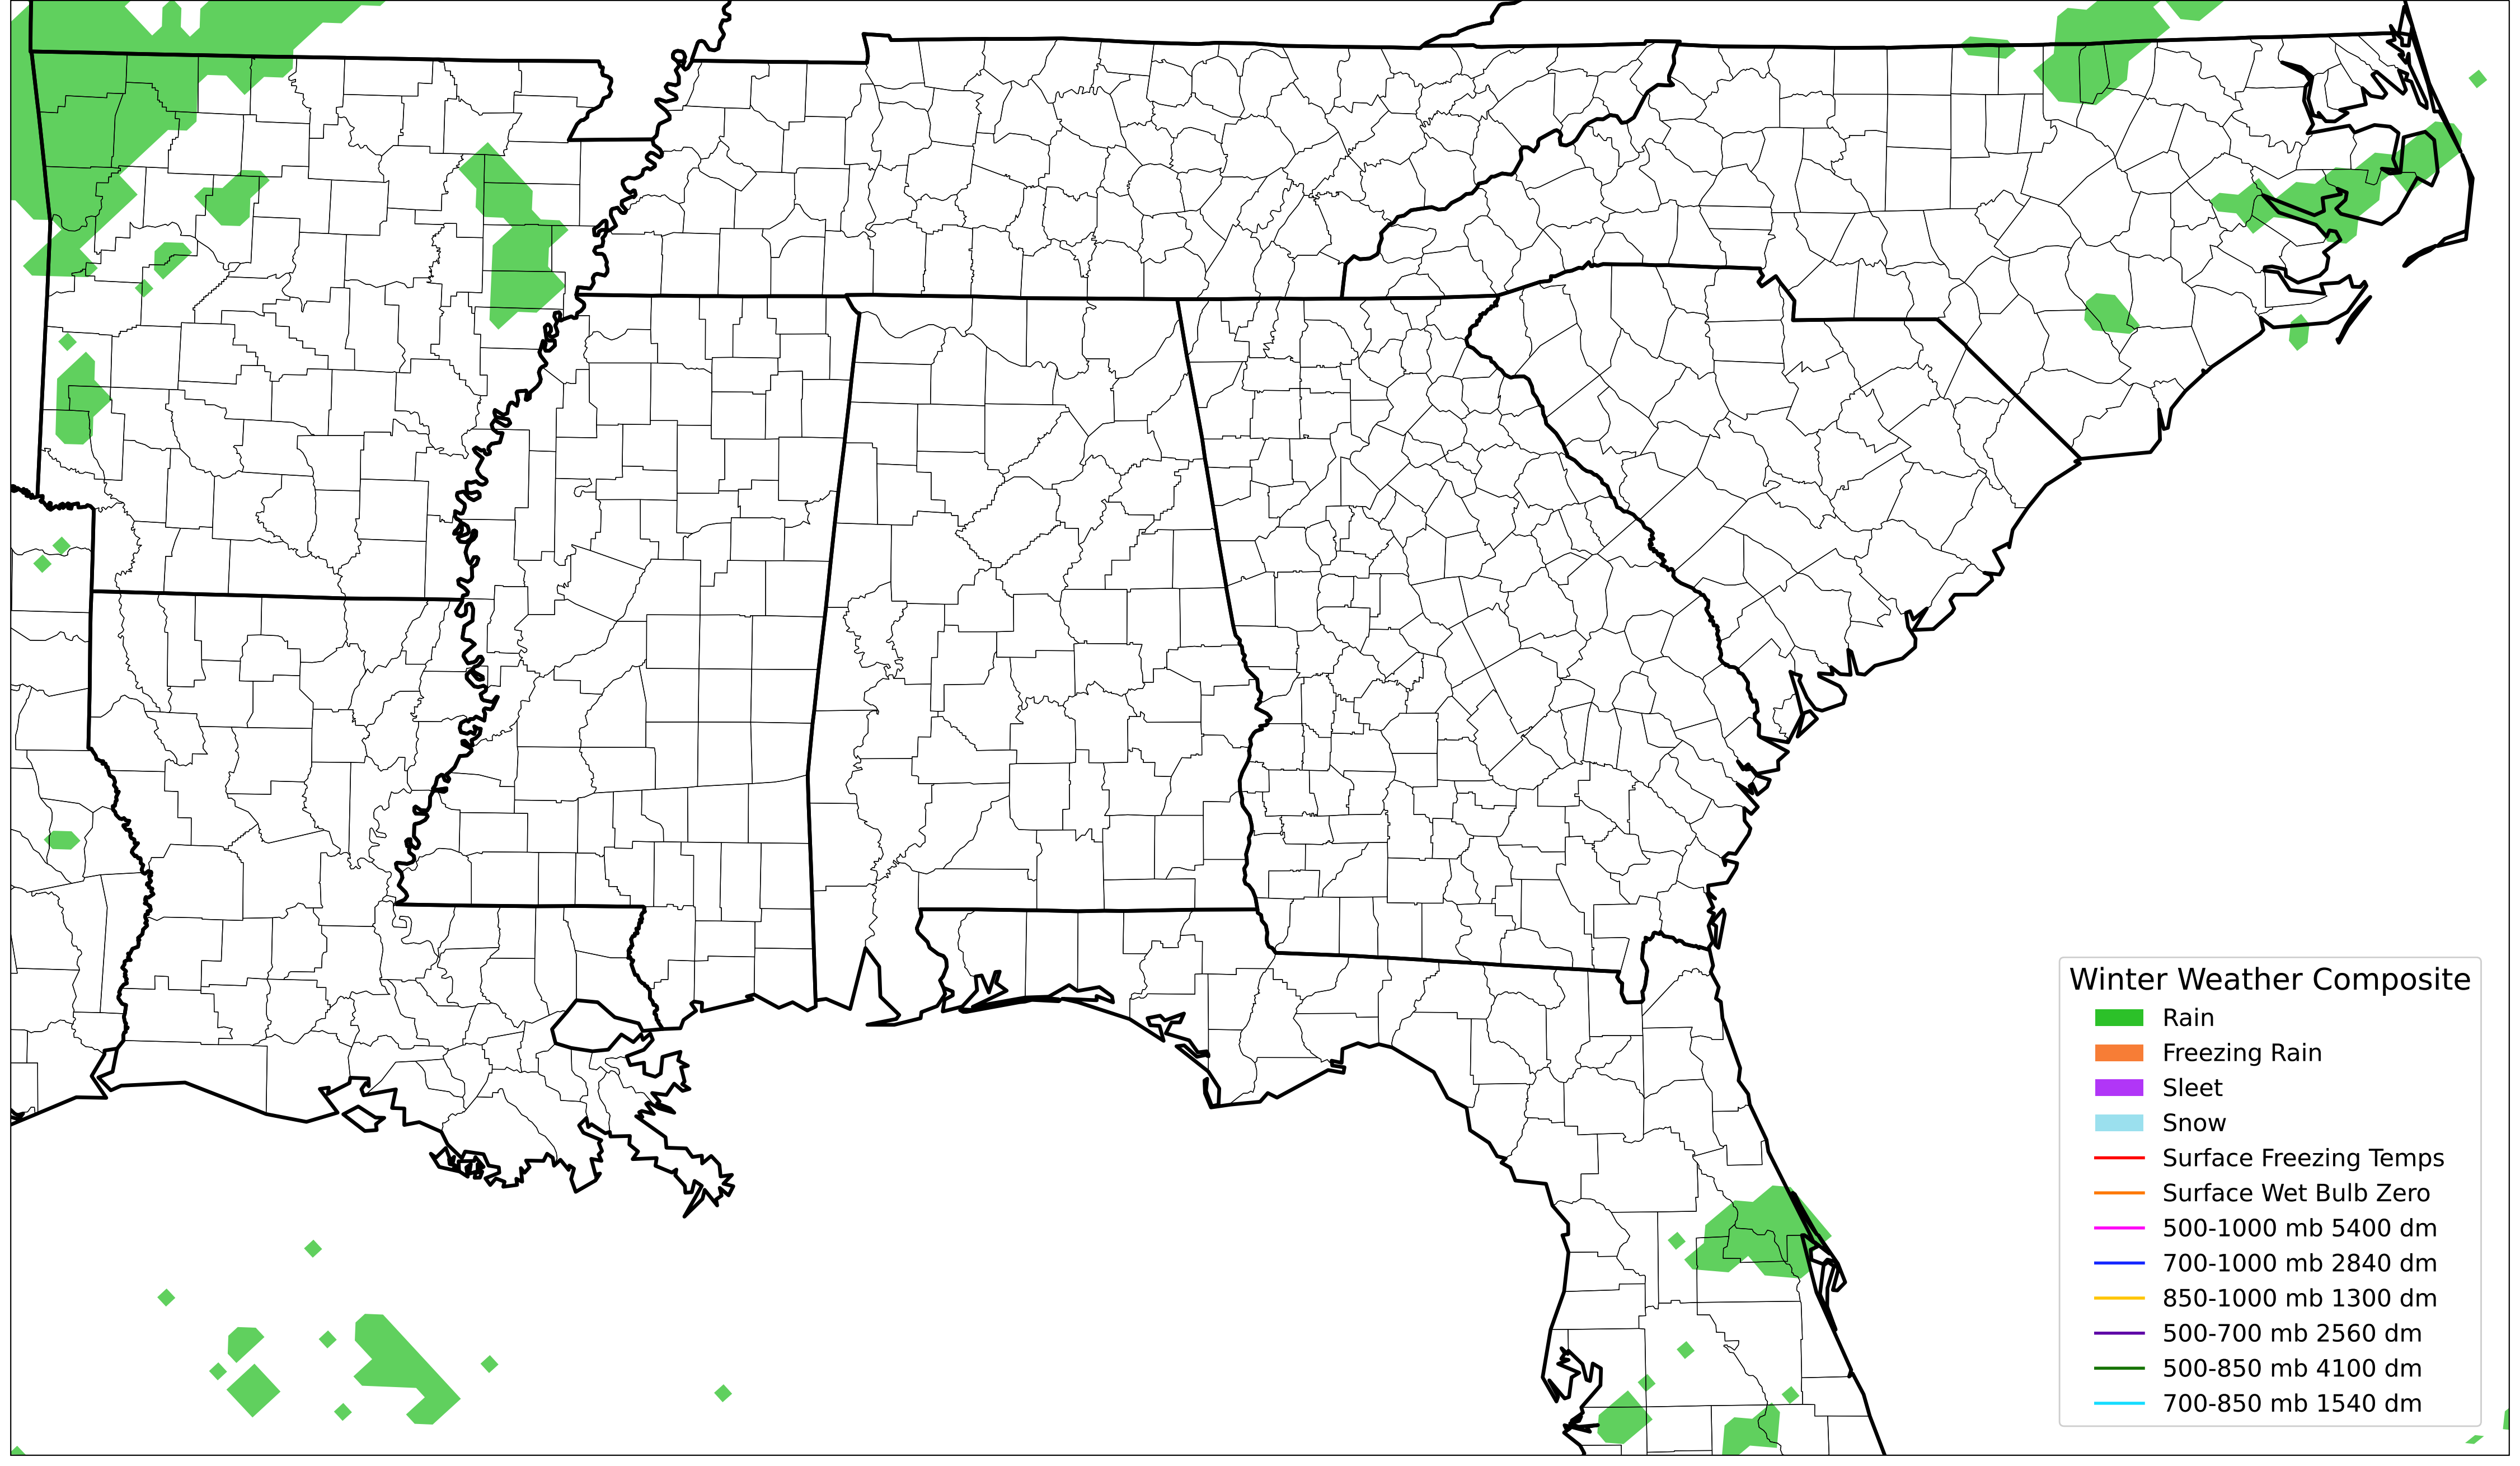 Winter Weather Composite
Rain
Freezing Rain
Sleet
Snow
Surface Freezing Temps
Surface Wet Bulb Zero
500-1000 mb 5400 dm
700-1000 mb 2840 dm
850-1000 mb 1300 dm
500-700 mb 2560 dm
500-850 mb 4100 dm
700-850 mb 1540 dm